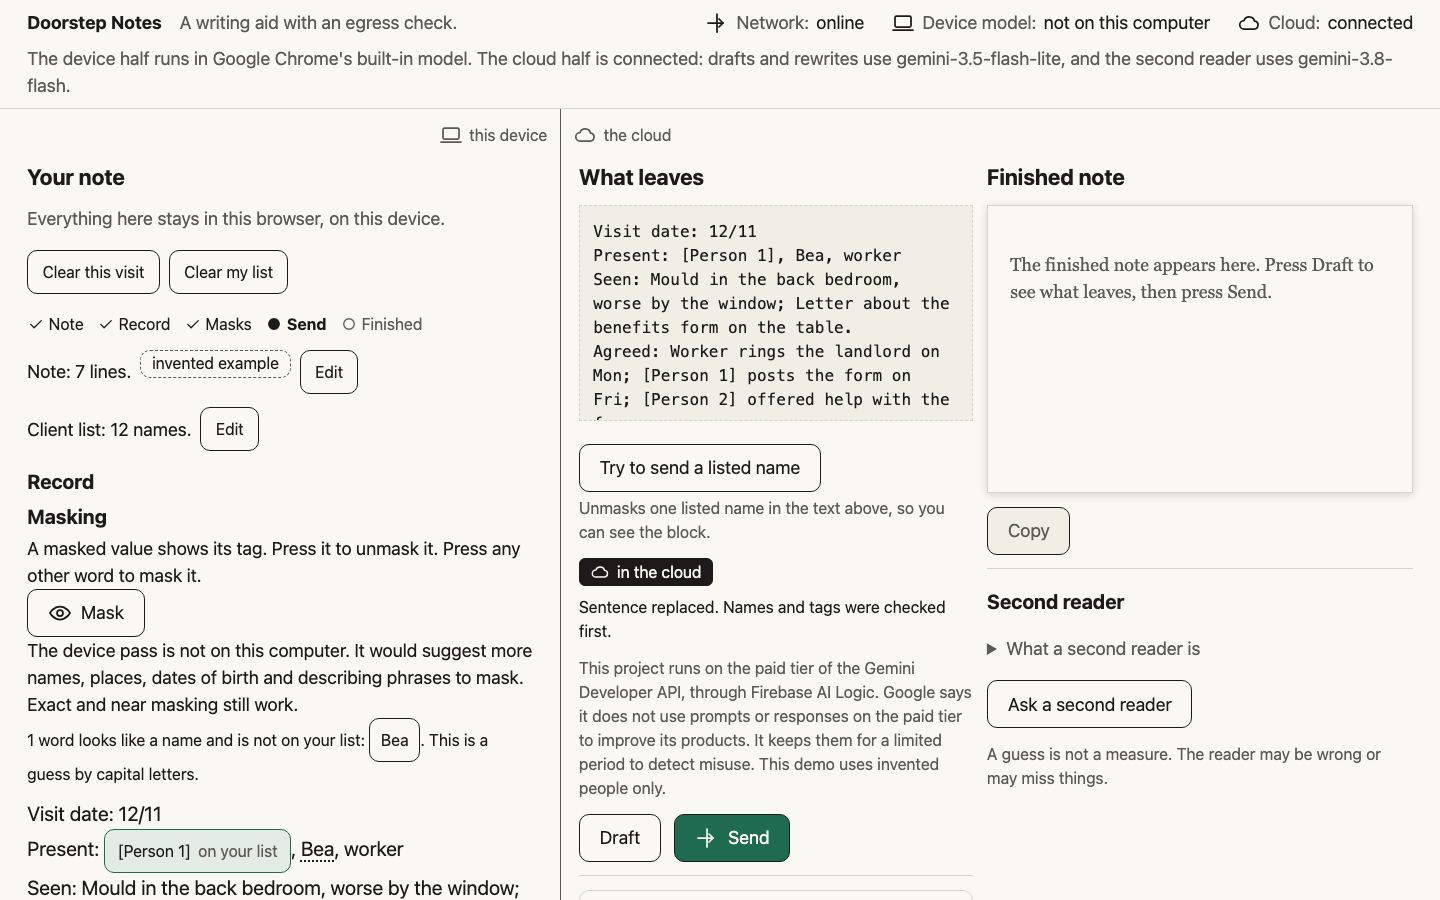 Doorstep Notes A writing aid with an egress check. Network: online Device model: not on this computer Cloud: connected
The device half runs in Google Chrome's built-in model. The cloud half is connected: drafts and rewrites use gemini-3.5-flash-lite, and the second reader uses gemini-3.8-
flash.
this device
Your note
Everything here stays in this browser, on this device.
Clear this visit Clear my list
Note Record Masks Send Finished
Note: 7 lines. invented example Edit
Client list: 12 names. Edit
Record
Masking
A masked value shows its tag. Press it to unmask it. Press any
other word to mask it.
Mask
The device pass is not on this computer. It would suggest more
names, places, dates of birth and describing phrases to mask.
Exact and near masking still work.
1 word looks like a name and is not on your list: Bea. This is a
guess by capital letters.
Visit date: 12/11
Present: [Person 1] on your list, Bea, worker
Seen: Mould in the back bedroom, worse by the window;
the cloud
What leaves
Visit date: 12/11
Present: [Person 1], Bea, worker
Seen: Mould in the back bedroom,
worse by the window; Letter about the
benefits form on the table.
Agreed: Worker rings the landlord on
Mon; [Person 1] posts the form on
Fri; [Person 2] offered help with the
Try to send a listed name
Unmasks one listed name in the text above, so you
can see the block.
in the cloud
Sentence replaced. Names and tags were checked
first.
This project runs on the paid tier of the Gemini
Developer API, through Firebase AI Logic. Google says
it does not use prompts or responses on the paid tier
to improve its products. It keeps them for a limited
period to detect misuse. This demo uses invented
people only.
Draft Send
Finished note
The finished note appears here. Press Draft to
see what leaves, then press Send.
Copy
Second reader
What a second reader is
Ask a second reader
A guess is not a measure. The reader may be wrong or
may miss things.